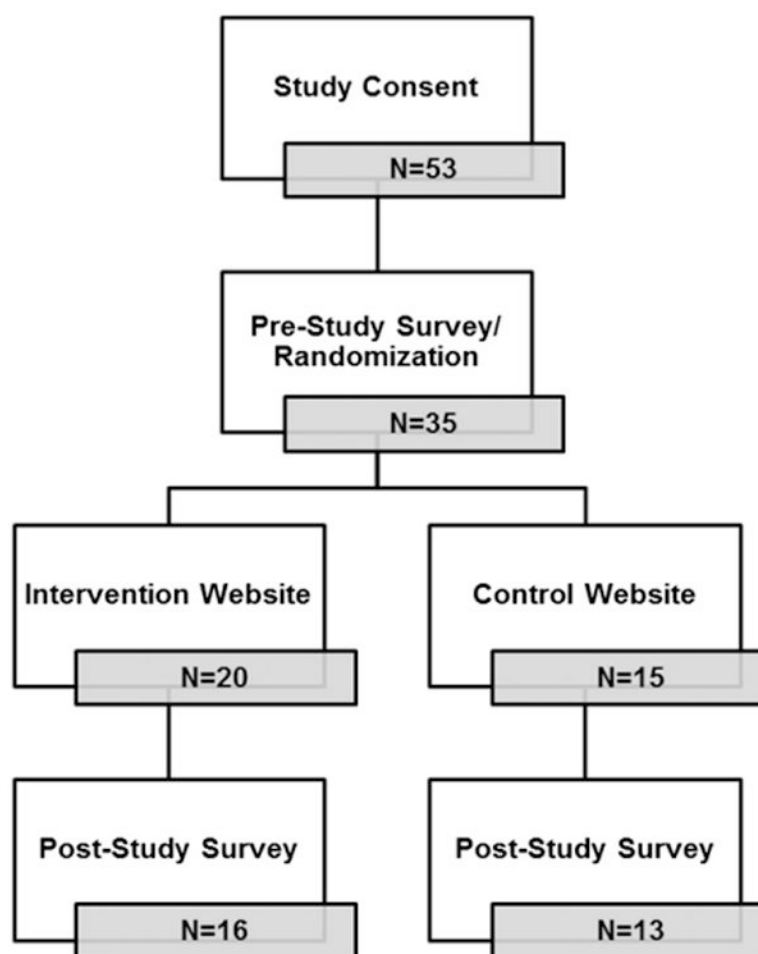 Study Consent
N=53
Pre-Study Survey/
Randomization
N=35
Intervention Website
N=20
Control Website
N=15
Post-Study Survey
N=16
Post-Study Survey
N=13